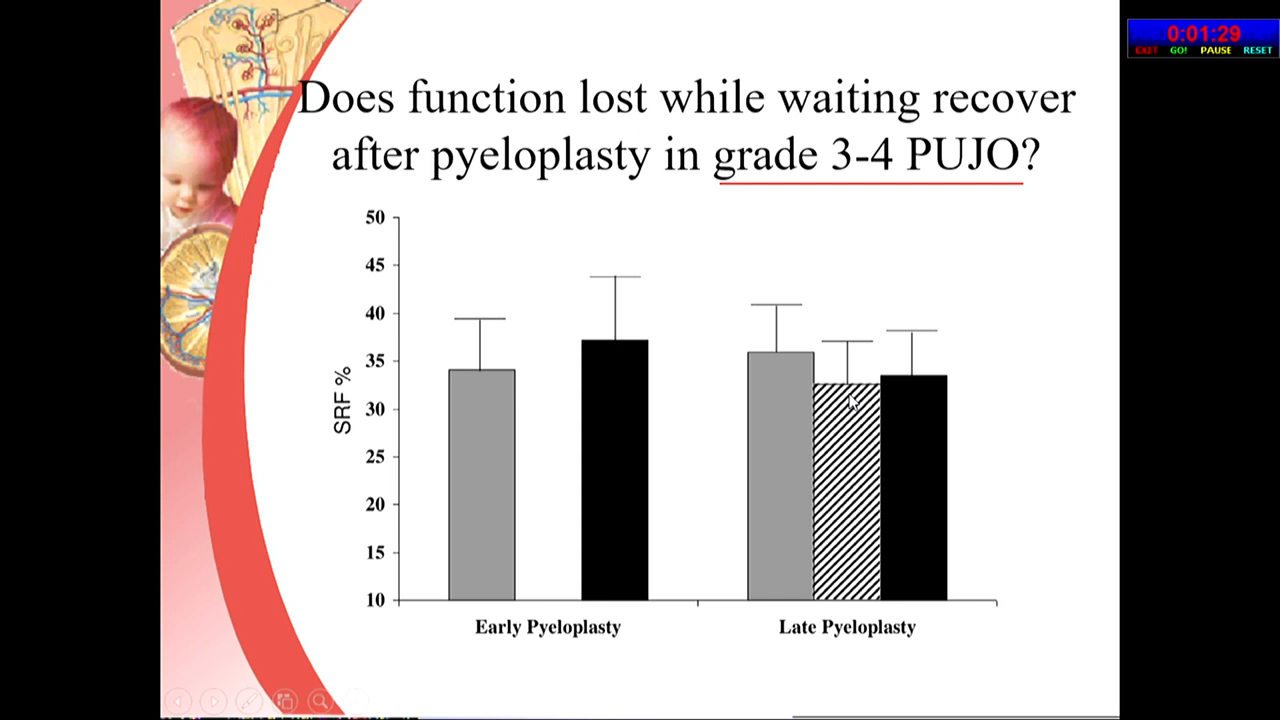 0:01:29
EXIT GO! PAUSE RESET
Does function lost while waiting recover
after pyeloplasty in grade 3-4 PUJO?
50
45
40
35
30
25
20
15
10
SRF %
Early Pyeloplasty
Late Pyeloplasty